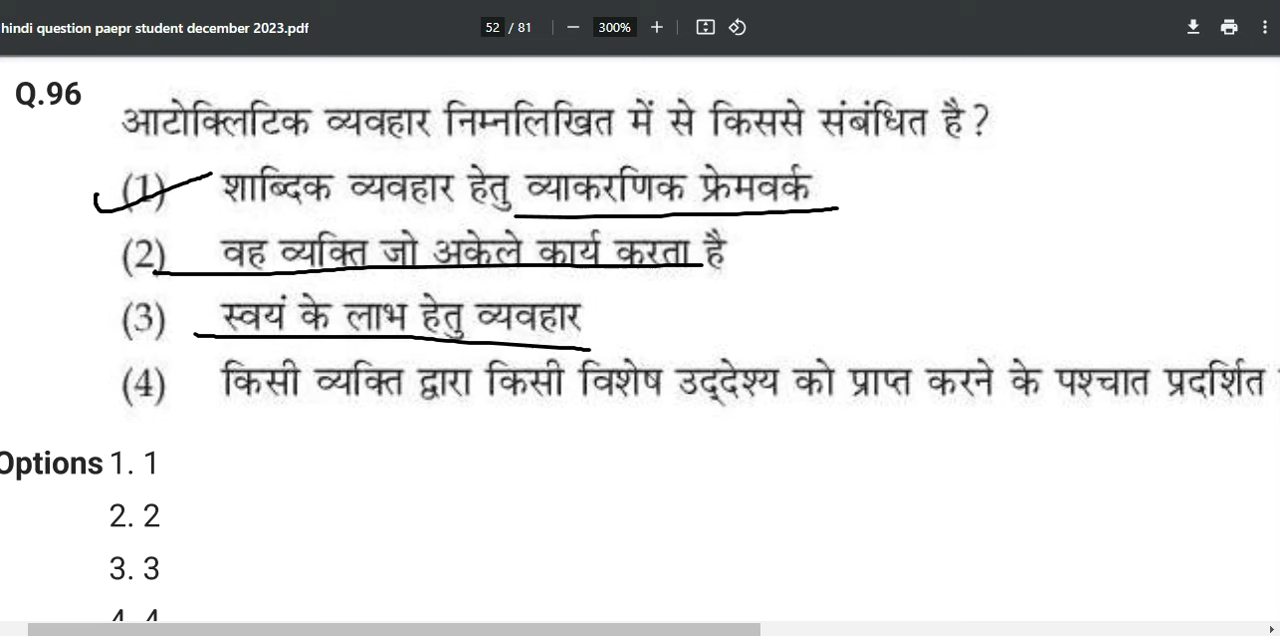 hindi question paepr student december 2023.pdf 52 / 81 300%
Q.96
आटोक्लिटिक व्यवहार निम्नलिखित में से किससे संबंधित है ?
(1) शाब्दिक व्यवहार हेतु व्याकरणिक फ्रेमवर्क
(2) वह व्यक्ति जो अकेले कार्य करता है
(3) स्वयं के लाभ हेतु व्यवहार
(4) किसी व्यक्ति द्वारा किसी विशेष उद्देश्य को प्राप्त करने के पश्चात प्रदर्शित
Options 1. 1
2. 2
3. 3
4. 4